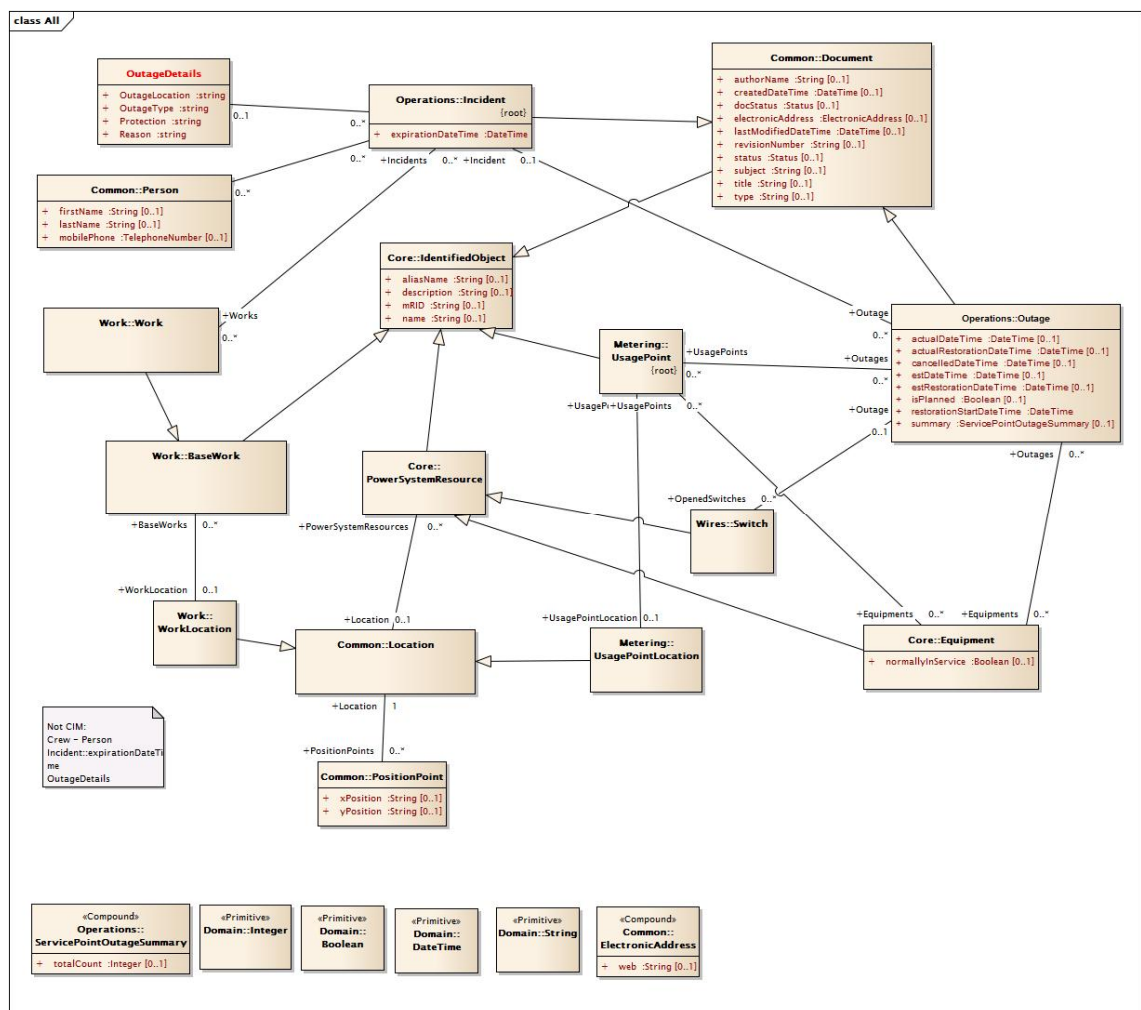 class All
OutageDetails
+ OutageLocation :string
+ OutageType :string
+ Protection :string
+ Reason :string
0..1
0..*
Operations::Incident
{root}
+ expirationDateTime :DateTime
Common::Document
+ authorName :String [0..1]
+ createdDateTime :DateTime [0..1]
+ docStatus :Status [0..1]
+ electronicAddress :ElectronicAddress [0..1]
+ lastModifiedDateTime :DateTime [0..1]
+ revisionNumber :String [0..1]
+ status :Status [0..1]
+ subject :String [0..1]
+ title :String [0..1]
+ type :String [0..1]
0..*
+Incidents 0..*
+Incident 0..1
Common::Person
+ firstName :String [0..1]
+ lastName :String [0..1]
+ mobilePhone :TelephoneNumber [0..1]
0..*
Core::IdentifiedObject
+ aliasName :String [0..1]
+ description :String [0..1]
+ mRID :String [0..1]
+ name :String [0..1]
Work::Work
+Works
0..*
Metering::
UsagePoint
{root}
+UsagePoints
0..*
+Outage
0..*
+Outages
0..*
+Outage
0..1
Operations::Outage
+ actualDateTime :DateTime [0..1]
+ actualRestorationDateTime :DateTime [0..1]
+ cancelledDateTime :DateTime [0..1]
+ estDateTime :DateTime [0..1]
+ estRestorationDateTime :DateTime [0..1]
+ isPlanned :Boolean [0..1]
+ restorationStartDateTime :DateTime
+ summary :ServicePointOutageSummary [0..1]
+UsageP
+UsagePoints 0..*
+Outages 0..*
Work::BaseWork
+BaseWorks 0..*
Core::
PowerSystemResource
+PowerSystemResources 0..*
+OpenedSwitches 0..*
Wires::Switch
+WorkLocation 0..1
Work::
WorkLocation
+Location 0..1
Common::Location
+UsagePointLocation 0..1
Metering::
UsagePointLocation
+Equipments 0..*
+Equipments 0..*
Core::Equipment
+ normallyInService :Boolean [0..1]
+Location 1
+PositionPoints 0..*
Common::PositionPoint
+ xPosition :String [0..1]
+ yPosition :String [0..1]
Not CIM:
Crew - Person
Incident::expirationDateTi
me
OutageDetails
«Compound»
Operations::
ServicePointOutageSummary
+ totalCount :Integer [0..1]
«Primitive»
Domain::Integer
«Primitive»
Domain::
Boolean
«Primitive»
Domain::
DateTime
«Primitive»
Domain::String
«Compound»
Common::
ElectronicAddress
+ web :String [0..1]